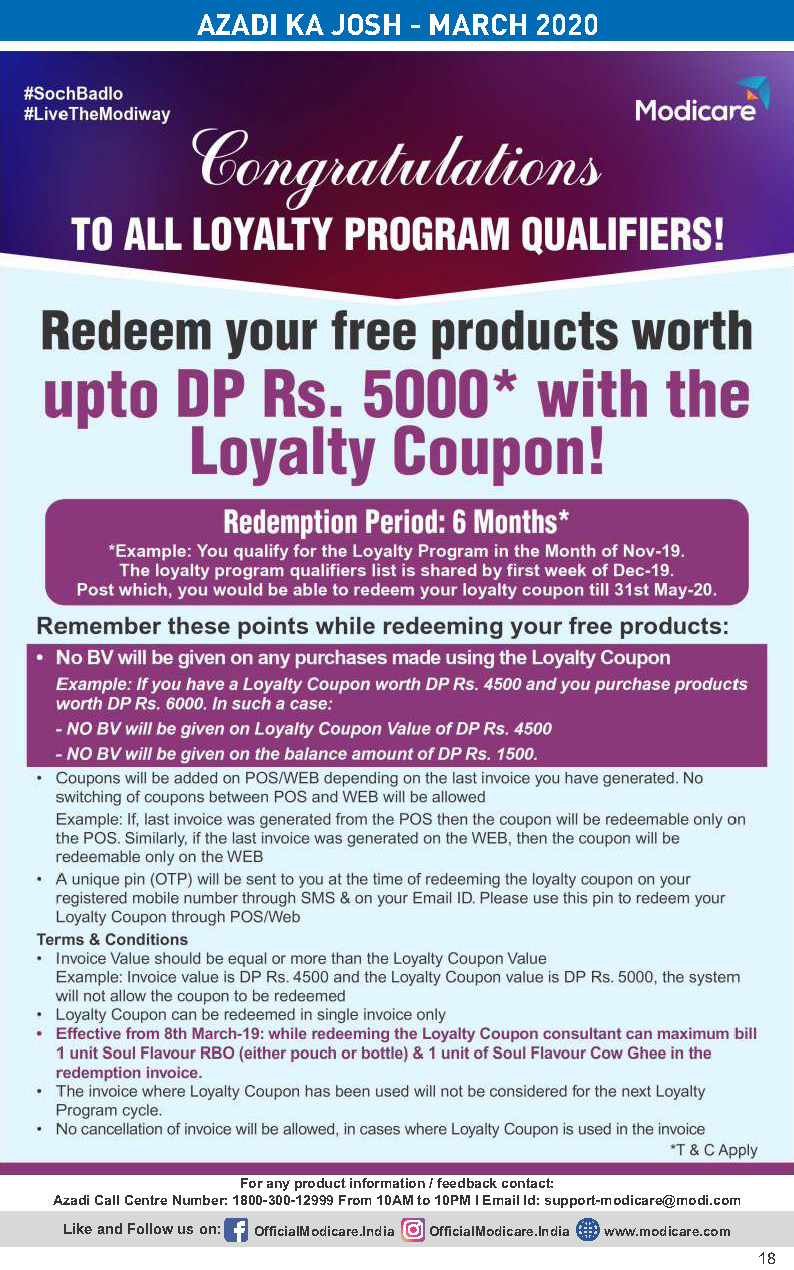 AZADI KA JOSH - MARCH 2020
#SochBadlo
#LiveTheModiway
Modicare
Congratulations
TO ALL LOYALTY PROGRAM QUALIFIERS!
Redeem your free products worth
upto DP Rs. 5000* with the
Loyalty Coupon!
Redemption Period: 6 Months*
*Example: You qualify for the Loyalty Program in the Month of Nov-19.
The loyalty program qualifiers list is shared by first week of Dec-19.
Post which, you would be able to redeem your loyalty coupon till 31st May-20.
Remember these points while redeeming your free products:
• No BV will be given on any purchases made using the Loyalty Coupon
Example: If you have a Loyalty Coupon worth DP Rs. 4500 and you purchase products
worth DP Rs. 6000. In such a case:
- NO BV will be given on Loyalty Coupon Value of DP Rs. 4500
- NO BV will be given on the balance amount of DP Rs. 1500.
• Coupons will be added on POS/WEB depending on the last invoice you have generated. No
switching of coupons between POS and WEB will be allowed
Example: If, last invoice was generated from the POS then the coupon will be redeemable only on
the POS. Similarly, if the last invoice was generated on the WEB, then the coupon will be
redeemable only on the WEB
• A unique pin (OTP) will be sent to you at the time of redeeming the loyalty coupon on your
registered mobile number through SMS & on your Email ID. Please use this pin to redeem your
Loyalty Coupon through POS/Web
Terms & Conditions
• Invoice Value should be equal or more than the Loyalty Coupon Value
Example: Invoice value is DP Rs. 4500 and the Loyalty Coupon value is DP Rs. 5000, the system
will not allow the coupon to be redeemed
• Loyalty Coupon can be redeemed in single invoice only
• Effective from 8th March-19: while redeeming the Loyalty Coupon consultant can maximum bill
1 unit Soul Flavour RBO (either pouch or bottle) & 1 unit of Soul Flavour Cow Ghee in the
redemption invoice.
• The invoice where Loyalty Coupon has been used will not be considered for the next Loyalty
Program cycle.
• No cancellation of invoice will be allowed, in cases where Loyalty Coupon is used in the invoice
*T & C Apply
For any product information / feedback contact:
Azadi Call Centre Number: 1800-300-12999 From 10AM to 10PM I Email Id: support-modicare@modi.com
Like and Follow us on: OfficialModicare.India OfficialModicare.India www.modicare.com
18